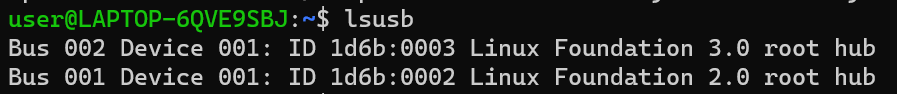 user@LAPTOP-6QVE9SBJ:~$ lsusb
Bus 002 Device 001: ID 1d6b:0003 Linux Foundation 3.0 root hub
Bus 001 Device 001: ID 1d6b:0002 Linux Foundation 2.0 root hub